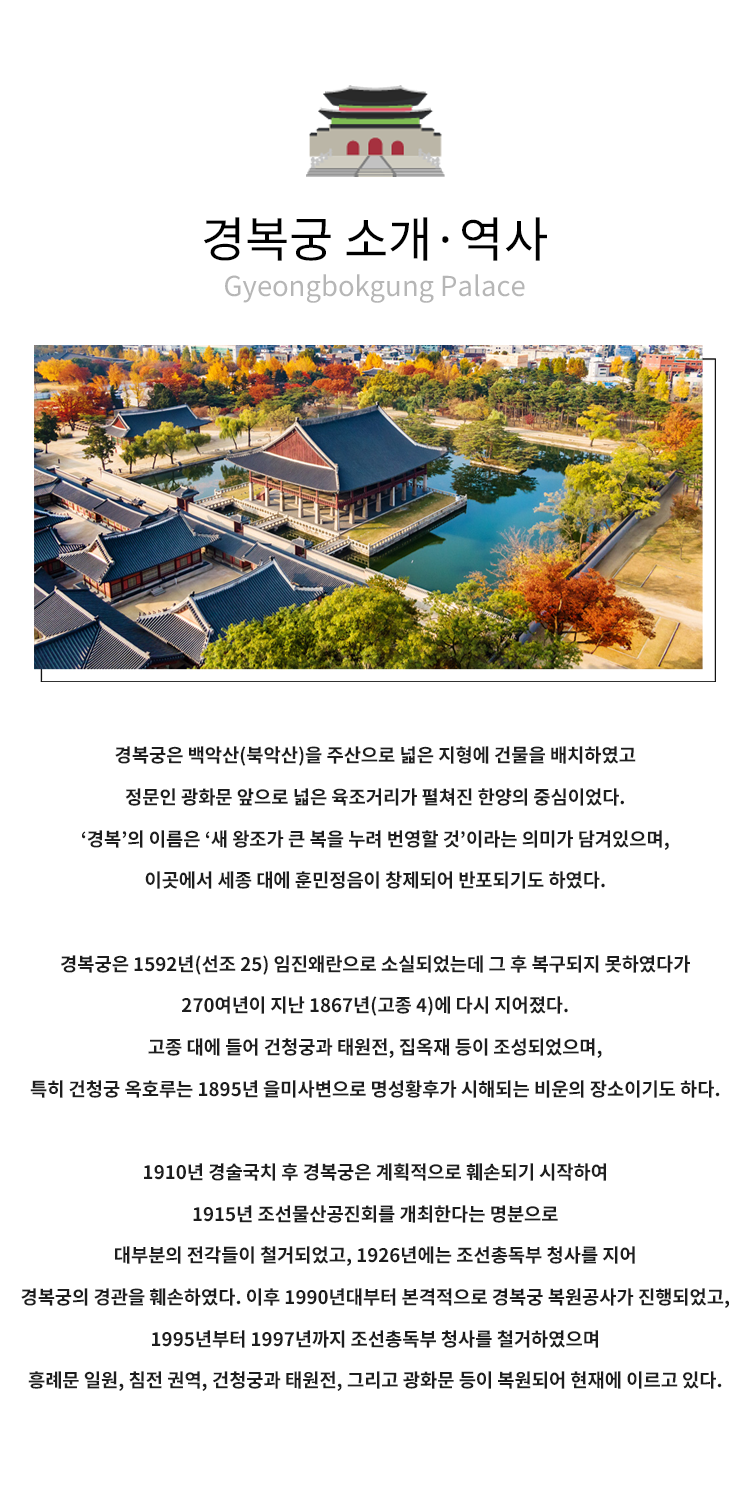 경복궁 소개·역사
Gyeongbokgung Palace
경복궁은 백악산(북악산)을 주산으로 넓은 지형에 건물을 배치하였고
정문인 광화문 앞으로 넓은 육조거리가 펼쳐진 한양의 중심이었다.
‘경복’의 이름은 ‘새 왕조가 큰 복을 누려 번영할 것’이라는 의미가 담겨있으며,
이곳에서 세종 대에 훈민정음이 창제되어 반포되기도 하였다.
경복궁은 1592년(선조 25) 임진왜란으로 소실되었는데 그 후 복구되지 못하였다가
270여년이 지난 1867년(고종 4)에 다시 지어졌다.
고종 대에 들어 건청궁과 태원전, 집옥재 등이 조성되었으며,
특히 건청궁 옥호루는 1895년 을미사변으로 명성황후가 시해되는 비운의 장소이기도 하다.
1910년 경술국치 후 경복궁은 계획적으로 훼손되기 시작하여
1915년 조선물산공진회를 개최한다는 명분으로
대부분의 전각들이 철거되었고, 1926년에는 조선총독부 청사를 지어
경복궁의 경관을 훼손하였다. 이후 1990년대부터 본격적으로 경복궁 복원공사가 진행되었고,
1995년부터 1997년까지 조선총독부 청사를 철거하였으며
흥례문 일원, 침전 권역, 건청궁과 태원전, 그리고 광화문 등이 복원되어 현재에 이르고 있다.